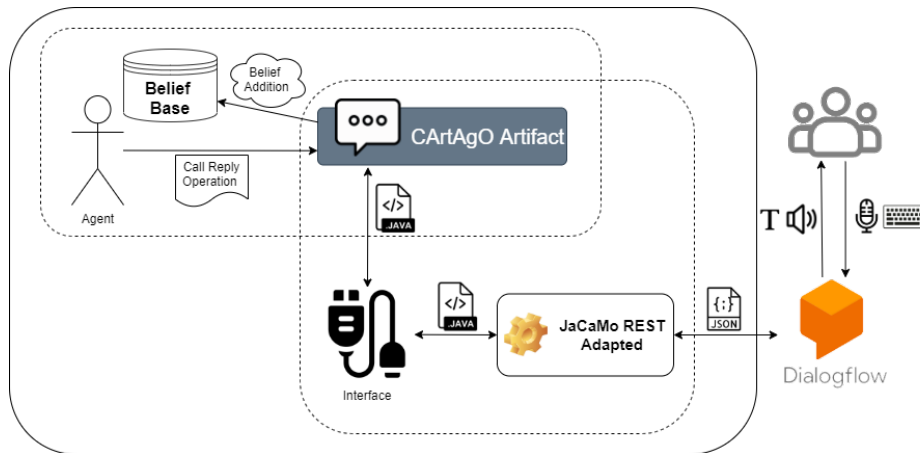 Belief
Addition
Belief
Base
CArtAgO Artifact
Call Reply
Operation
Agent
</>
.JAVA
T
</>
.JAVA
{;}
.JSON
JaCaMo REST
Adapted
Interface
Dialogflow